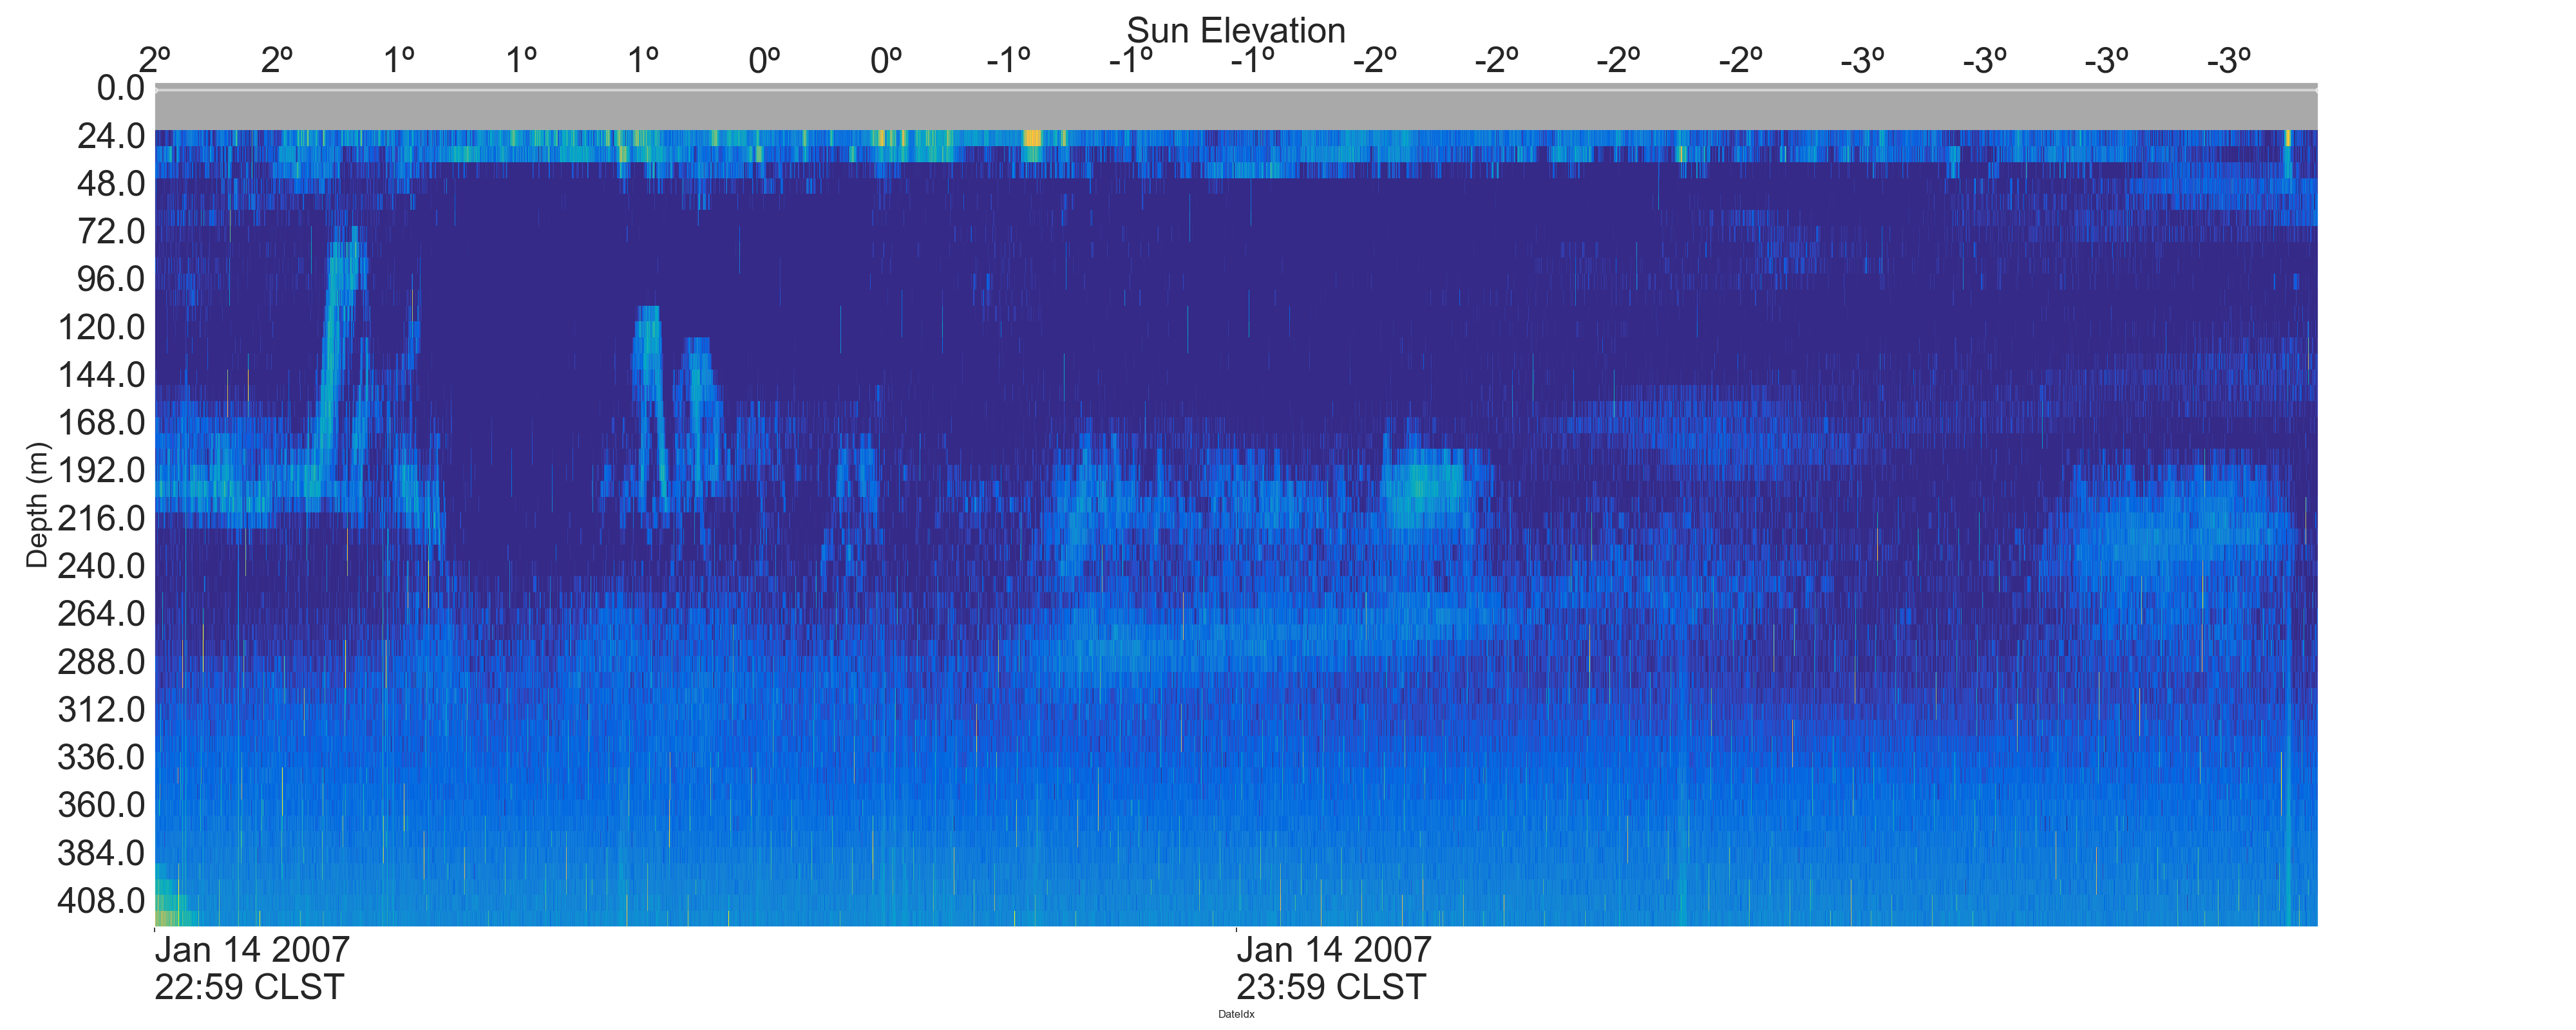 Sun Elevation
2º 2º 1º 1º 1º 0º 0º -1º -1º -1º -2º -2º -2º -2º -3º -3º -3º -3º
0.0
24.0
48.0
72.0
96.0
120.0
144.0
168.0
192.0
216.0
240.0
264.0
288.0
312.0
336.0
360.0
384.0
408.0
Depth (m)
Jan 14 2007
22:59 CLST
Jan 14 2007
23:59 CLST
DateIdx